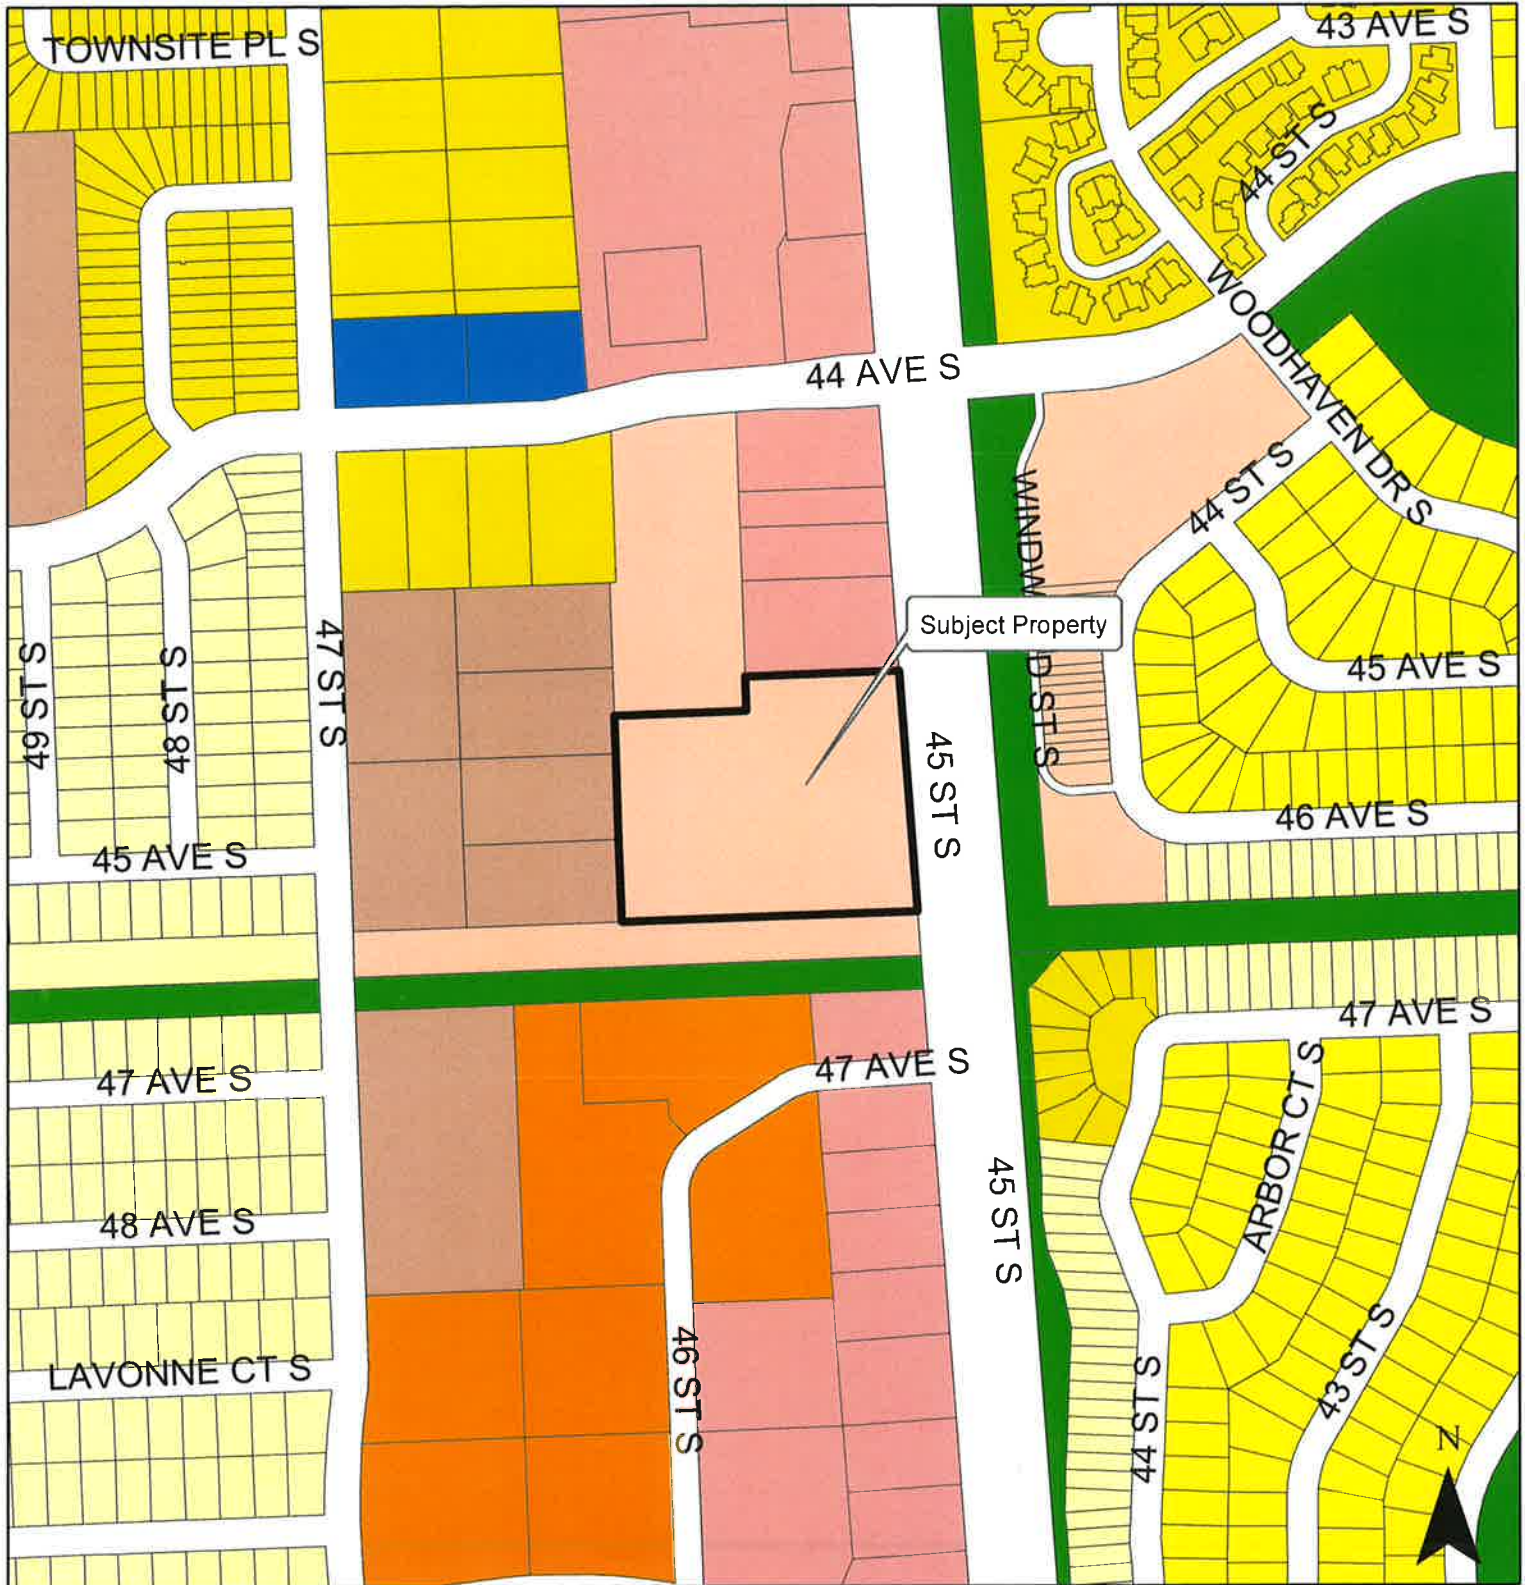 TOWNSITE PL S
43 AVE S
44 ST S
WOODHAVEN DR S
44 AVE S
44 ST S
Subject Property
49 ST S
48 ST S
47 ST S
45 AVE S
45 ST S
46 AVE S
45 AVE S
47 AVE S
47 AVE S
47 AVE S
ARBOR CT S
48 AVE S
45 ST S
LAVONNE CT S
46 ST S
44 ST S
43 ST S
N